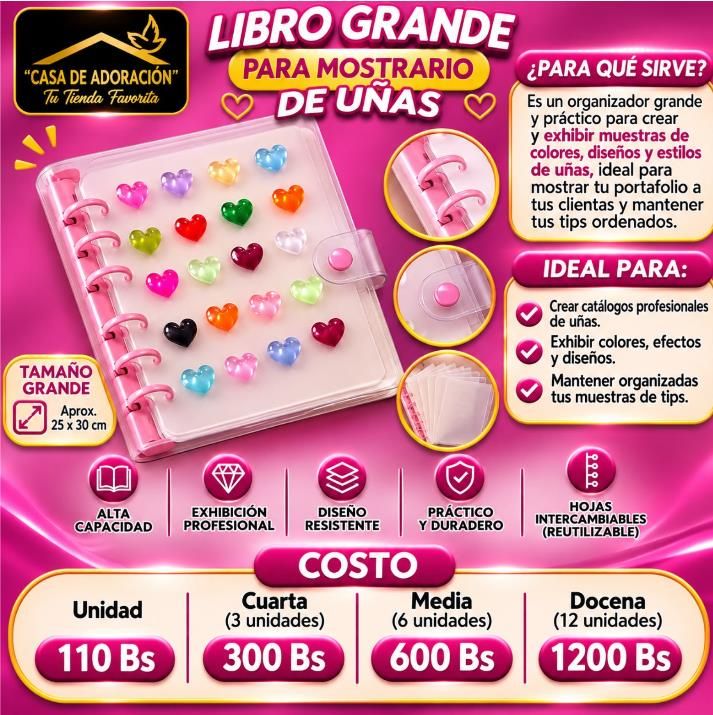 "CASA DE ADORACIÓN"
Tu Tienda Favorita
LIBRO GRANDE
PARA MOSTRARIO
DE UÑAS
¿PARA QUÉ SIRVE?
Es un organizador grande
y práctico para crear
y exhibir muestras de
colores, diseños y estilos
de uñas, ideal para
mostrar tu portafolio a
tus clientas y mantener
tus tips ordenados.
IDEAL PARA:
Crear catálogos profesionales
de uñas.
Exhibir colores, efectos
y diseños.
Mantener organizadas
tus muestras de tips.
TAMAÑO
GRANDE
Aprox.
25 x 30 cm
ALTA
CAPACIDAD
EXHIBICIÓN
PROFESIONAL
DISEÑO
RESISTENTE
PRÁCTICO
Y DURADERO
HOJAS
INTERCAMBIABLES
(REUTILIZABLE)
COSTO
Unidad
110 Bs
Cuarta
(3 unidades)
300 Bs
Media
(6 unidades)
600 Bs
Docena
(12 unidades)
1200 Bs